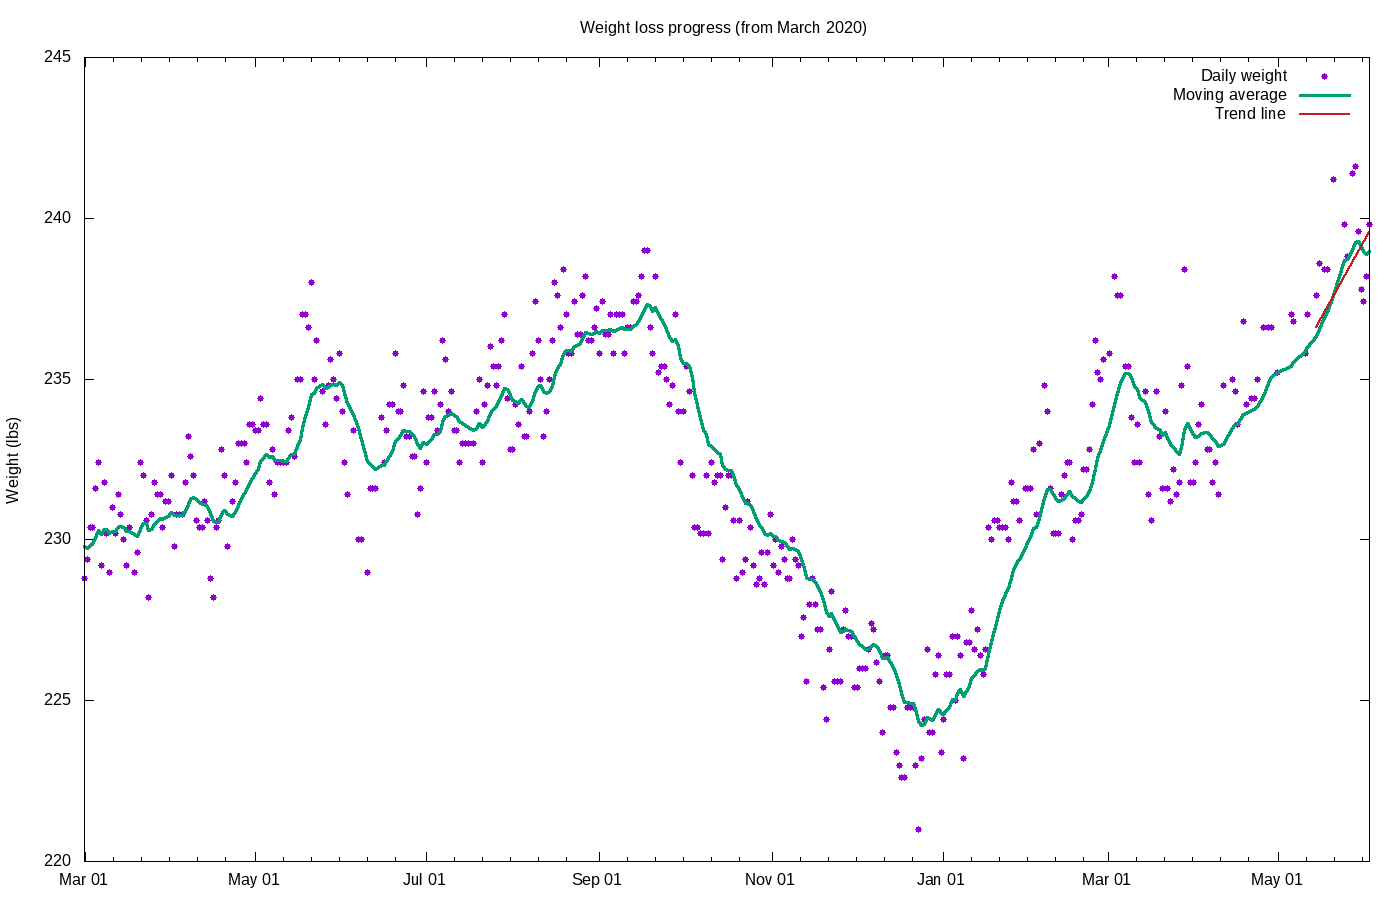 Weight loss progress (from March 2020)
245
240
235
230
225
220
Weight (lbs)
Daily weight
Moving average
Trend line
Mar 01
May 01
Jul 01
Sep 01
Nov 01
Jan 01
Mar 01
May 01